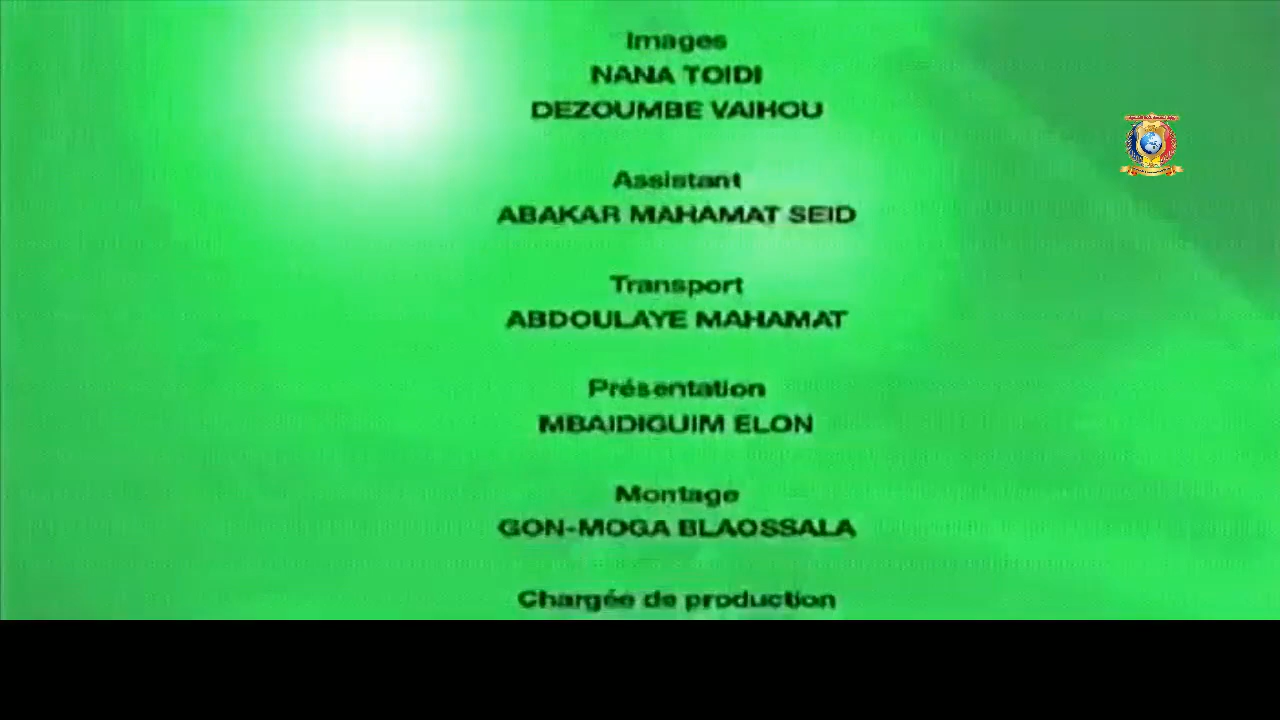 Images
NANA TOIDI
DEZOUMBE VAIHOU
Assistant
ABAKAR MAHAMAT SEID
Transport
ABDOULAYE MAHAMAT
Présentation
MBAIDIGUIM ELON
Montage
GON-MOGA BLAOSSALA
Chargée de production